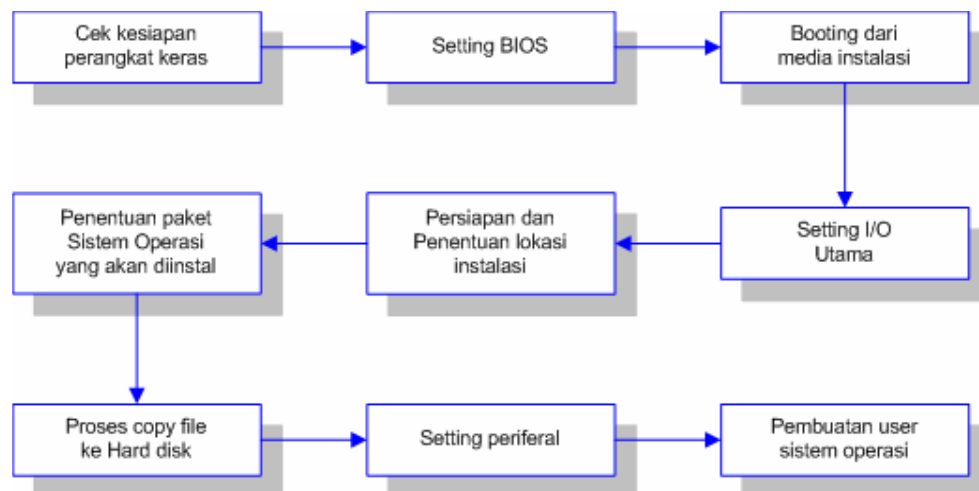 Cek kesiapan
perangkat keras
Setting BIOS
Booting dari
media instalasi
Setting I/O
Utama
Persiapan dan
Penentuan lokasi
instalasi
Penentuan paket
Sistem Operasi
yang akan diinstal
Proses copy file
ke Hard disk
Setting periferal
Pembuatan user
sistem operasi